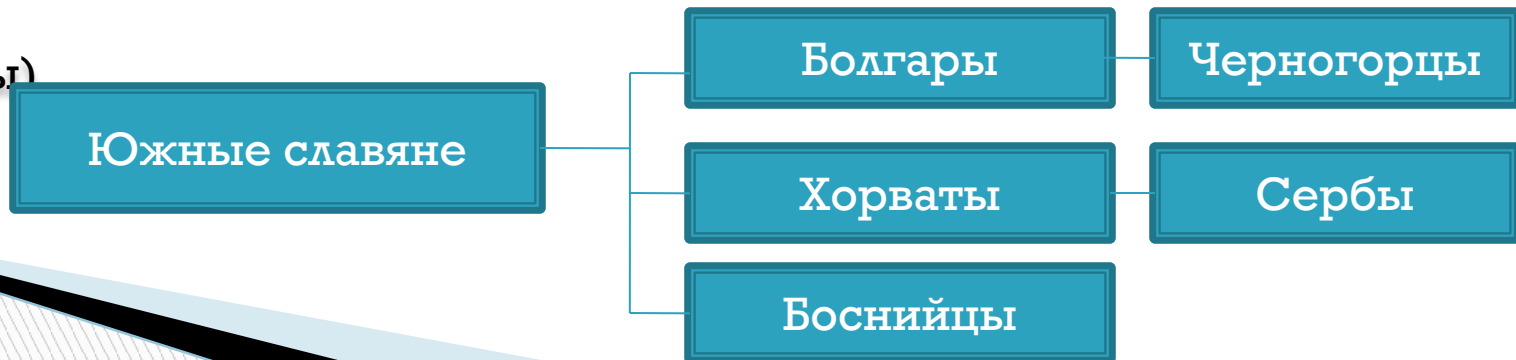 ы)
Южные славяне
Болгары
Черногорцы
Хорваты
Сербы
Боснийцы